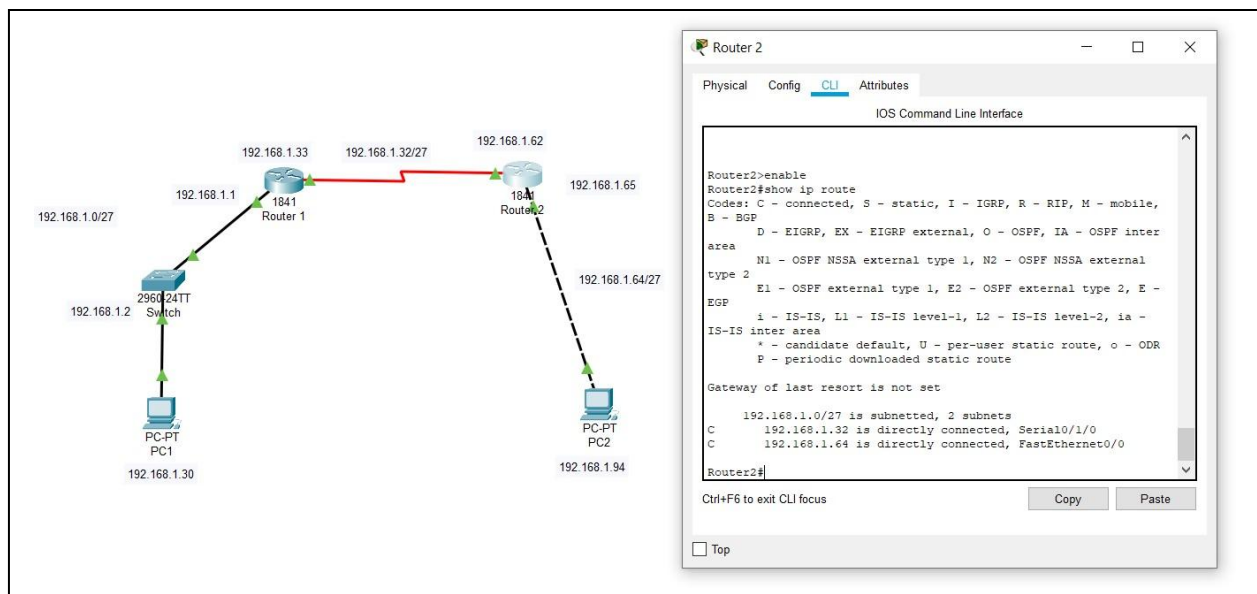 192.168.1.33
192.168.1.32/27
192.168.1.62
192.168.1.1
1841
Router 1
1841
Router 2
192.168.1.65
192.168.1.0/27
2960-24TT
Switch
192.168.1.2
192.168.1.64/27
PC-PT
PC1
192.168.1.30
PC-PT
PC2
192.168.1.94
Router 2
Physical Config CLI Attributes
IOS Command Line Interface
Router2>enable
Router2#show ip route
Codes: C - connected, S - static, I - IGRP, R - RIP, M - mobile,
B - BGP
D - EIGRP, EX - EIGRP external, O - OSPF, IA - OSPF inter
area
N1 - OSPF NSSA external type 1, N2 - OSPF NSSA external
type 2
E1 - OSPF external type 1, E2 - OSPF external type 2, E -
EGP
i - IS-IS, L1 - IS-IS level-1, L2 - IS-IS level-2, ia -
IS-IS inter area
* - candidate default, U - per-user static route, o - ODR
P - periodic downloaded static route
Gateway of last resort is not set
192.168.1.0/27 is subnetted, 2 subnets
C 192.168.1.32 is directly connected, Serial0/1/0
C 192.168.1.64 is directly connected, FastEthernet0/0
Router2#
Ctrl+F6 to exit CLI focus
Copy
Paste
Top